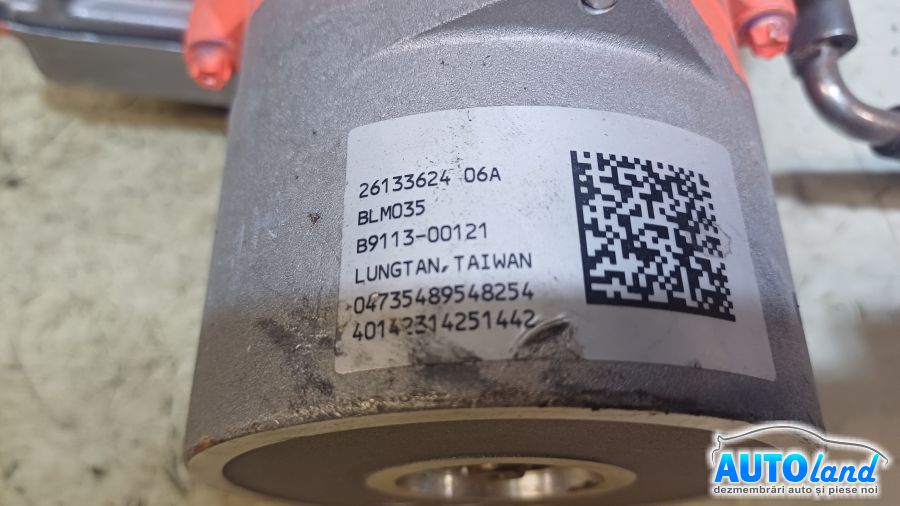 26133624 06A
BLM035
B9113-00121
LUNGTAN, TAIWAN
04735489548254
40142314251442
AUTOland
dezmembrări auto și piese noi